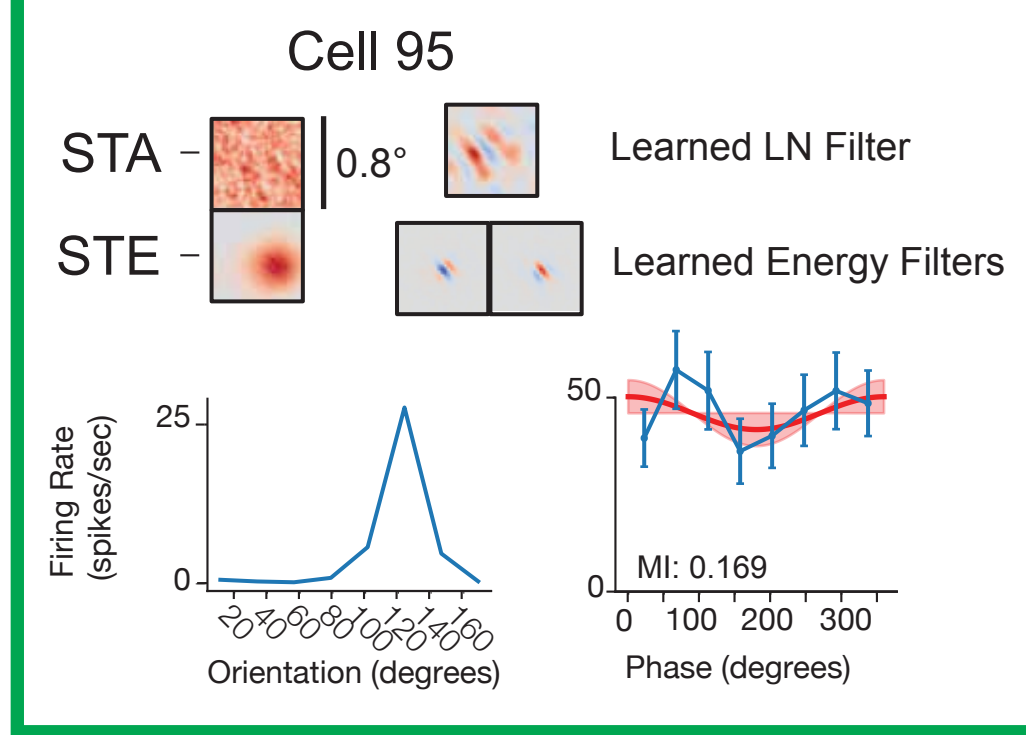 Cell 95
STA –
0.8°
Learned LN Filter
STE –
Learned Energy Filters
Firing Rate
(spikes/sec)
25
0
20 40 60 80 100 120 140 160
Orientation (degrees)
50
0
MI: 0.169
0 100 200 300
Phase (degrees)